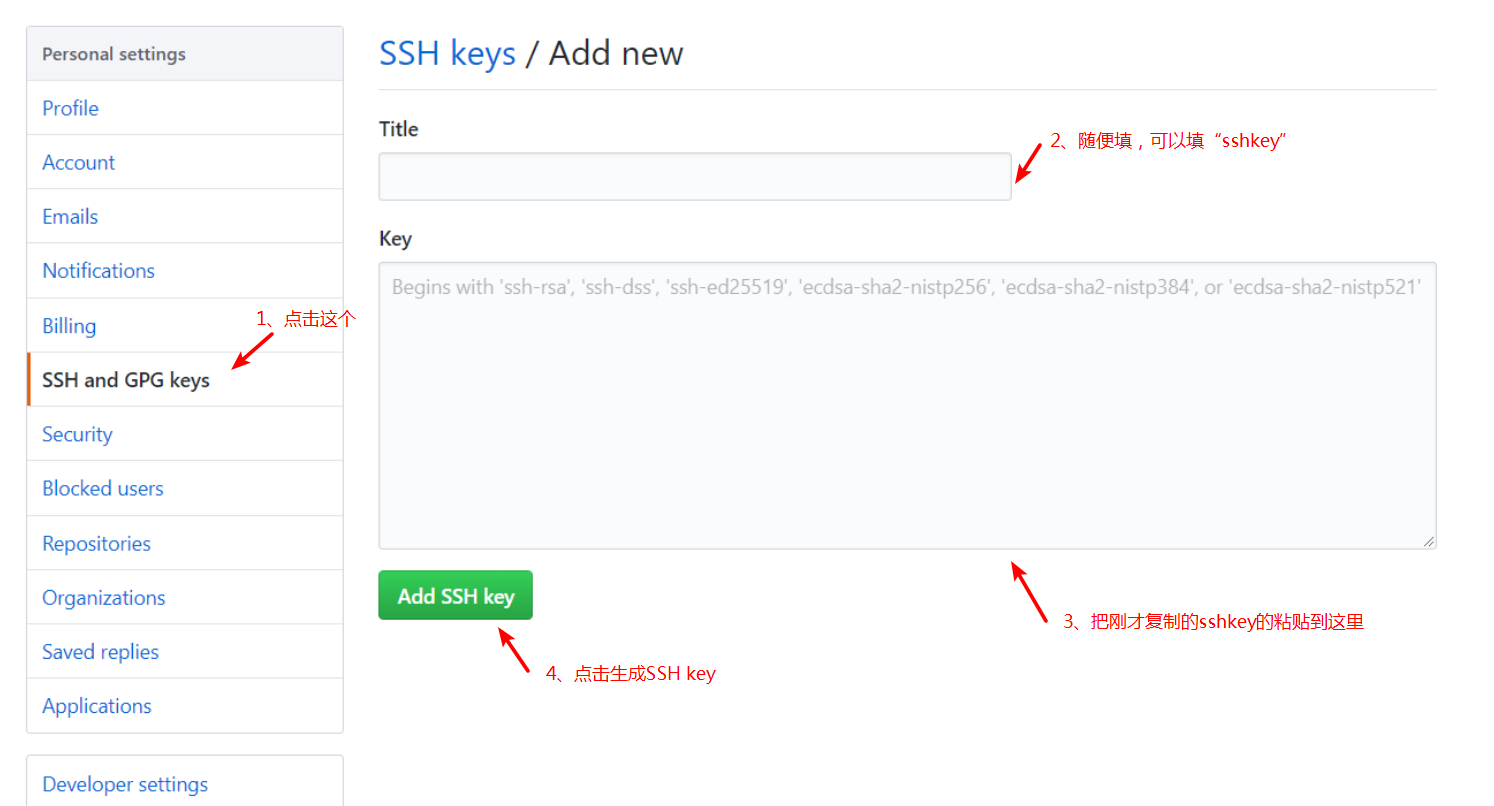 Personal settings
Profile
Account
Emails
Notifications
Billing
1、点击这个
SSH and GPG keys
Security
Blocked users
Repositories
Organizations
Saved replies
Applications
Developer settings
SSH keys / Add new
Title
2、随便填，可以填“sshkey”
Key
Begins with 'ssh-rsa', 'ssh-dss', 'ssh-ed25519', 'ecdsa-sha2-nistp256', 'ecdsa-sha2-nistp384', or 'ecdsa-sha2-nistp521'
Add SSH key
3、把刚才复制的sshkey的粘贴到这里
4、点击生成SSH key